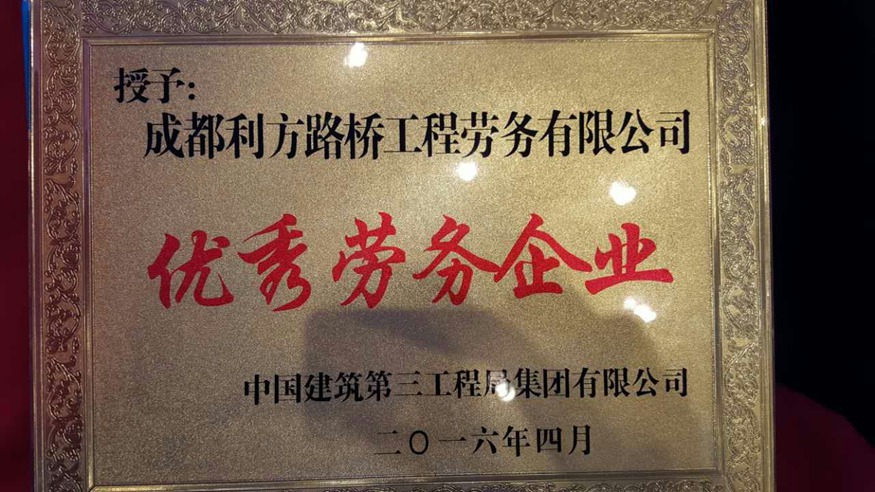 授予:
成都利方路桥工程劳务有限公司
优秀劳务企业
中国建筑第三工程局集团有限公司
二〇一六年四月